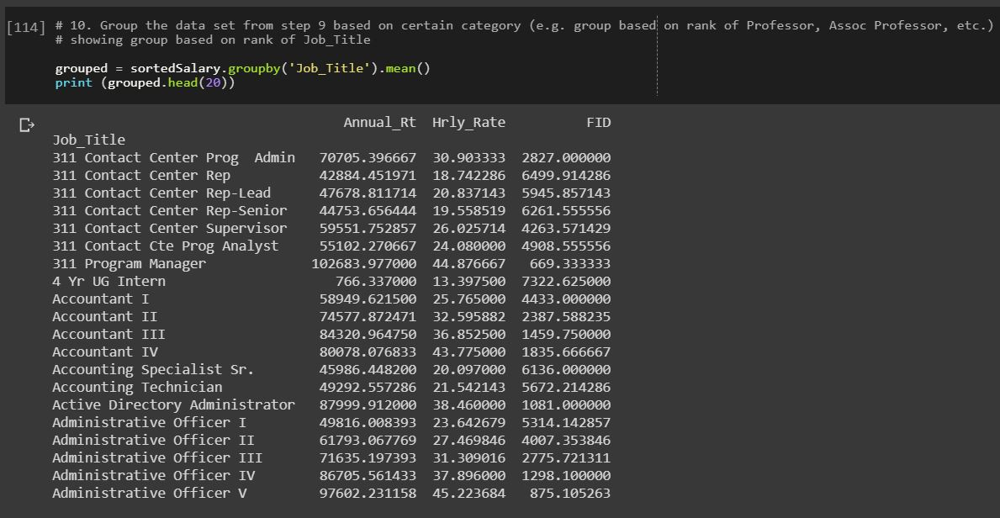 [114] # 10. Group the data set from step 9 based on certain category (e.g. group based on rank of Professor, Assoc Professor, etc.)
# showing group based on rank of Job_Title
grouped = sortedSalary.groupby('Job_Title').mean()
print (grouped.head(20))
Annual_Rt Hrly_Rate FID
Job_Title
311 Contact Center Prog  Admin 70705.396667 30.903333 2827.000000
311 Contact Center Rep 42884.451971 18.742286 6499.914286
311 Contact Center Rep-Lead 47678.811714 20.837143 5945.857143
311 Contact Center Rep-Senior 44753.656444 19.558519 6261.555556
311 Contact Center Supervisor 59551.752857 26.025714 4263.571429
311 Contact Cte Prog Analyst 55102.270667 24.080000 4908.555556
311 Program Manager 102683.977000 44.876667 669.333333
4 Yr UG Intern 766.337000 13.397500 7322.625000
Accountant I 58949.621500 25.765000 4433.000000
Accountant II 74577.872471 32.595882 2387.588235
Accountant III 84320.964750 36.852500 1459.750000
Accountant IV 80078.076833 43.775000 1835.666667
Accounting Specialist Sr. 45986.448200 20.097000 6136.000000
Accounting Technician 49292.557286 21.542143 5672.214286
Active Directory Administrator 87999.912000 38.460000 1081.000000
Administrative Officer I 49816.008393 23.642679 5314.142857
Administrative Officer II 61793.067769 27.469846 4007.353846
Administrative Officer III 71635.197393 31.309016 2775.721311
Administrative Officer IV 86705.561433 37.896000 1298.100000
Administrative Officer V 97602.231158 45.223684 875.105263